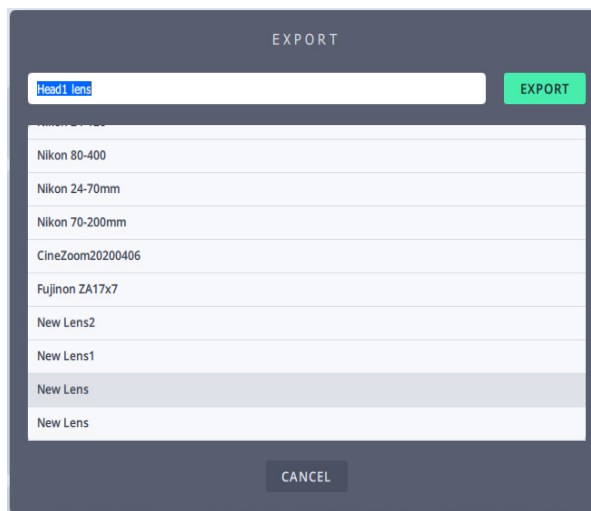 EXPORT
Head1 lens
EXPORT
Nikon 80-400
Nikon 24-70mm
Nikon 70-200mm
CineZoom20200406
Fujinon ZA17x7
New Lens2
New Lens1
New Lens
New Lens
CANCEL